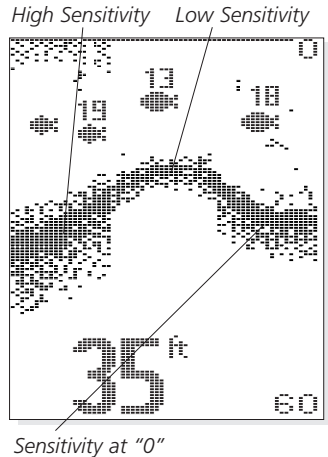 High Sensitivity Low Sensitivity
0
13
19 18
35 ft
60
Sensitivity at “0”